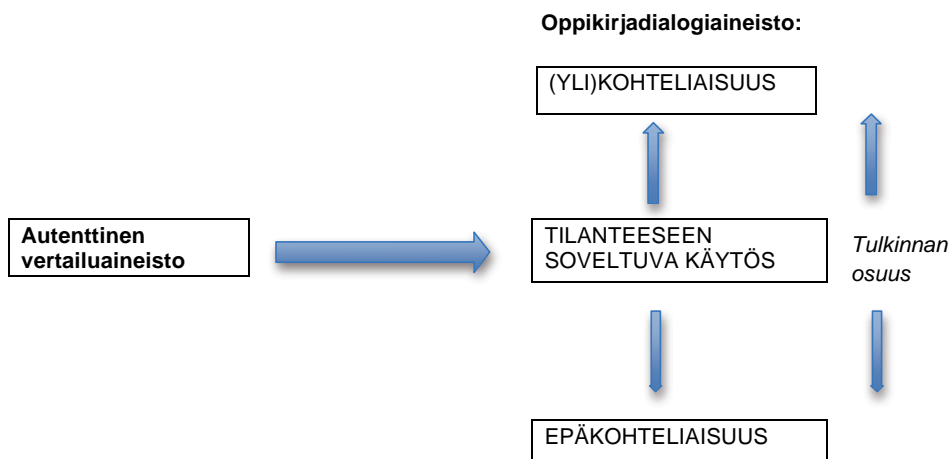 Oppikirjadialogiaineisto:
(YLI)KOHTELIAISUUS
Autenttinen
vertailuaineisto
TILANTEESEEN
SOVELTUVA KÄYTÖS
Tulkinnan
osuus
EPÄKOHTELIAISUUS